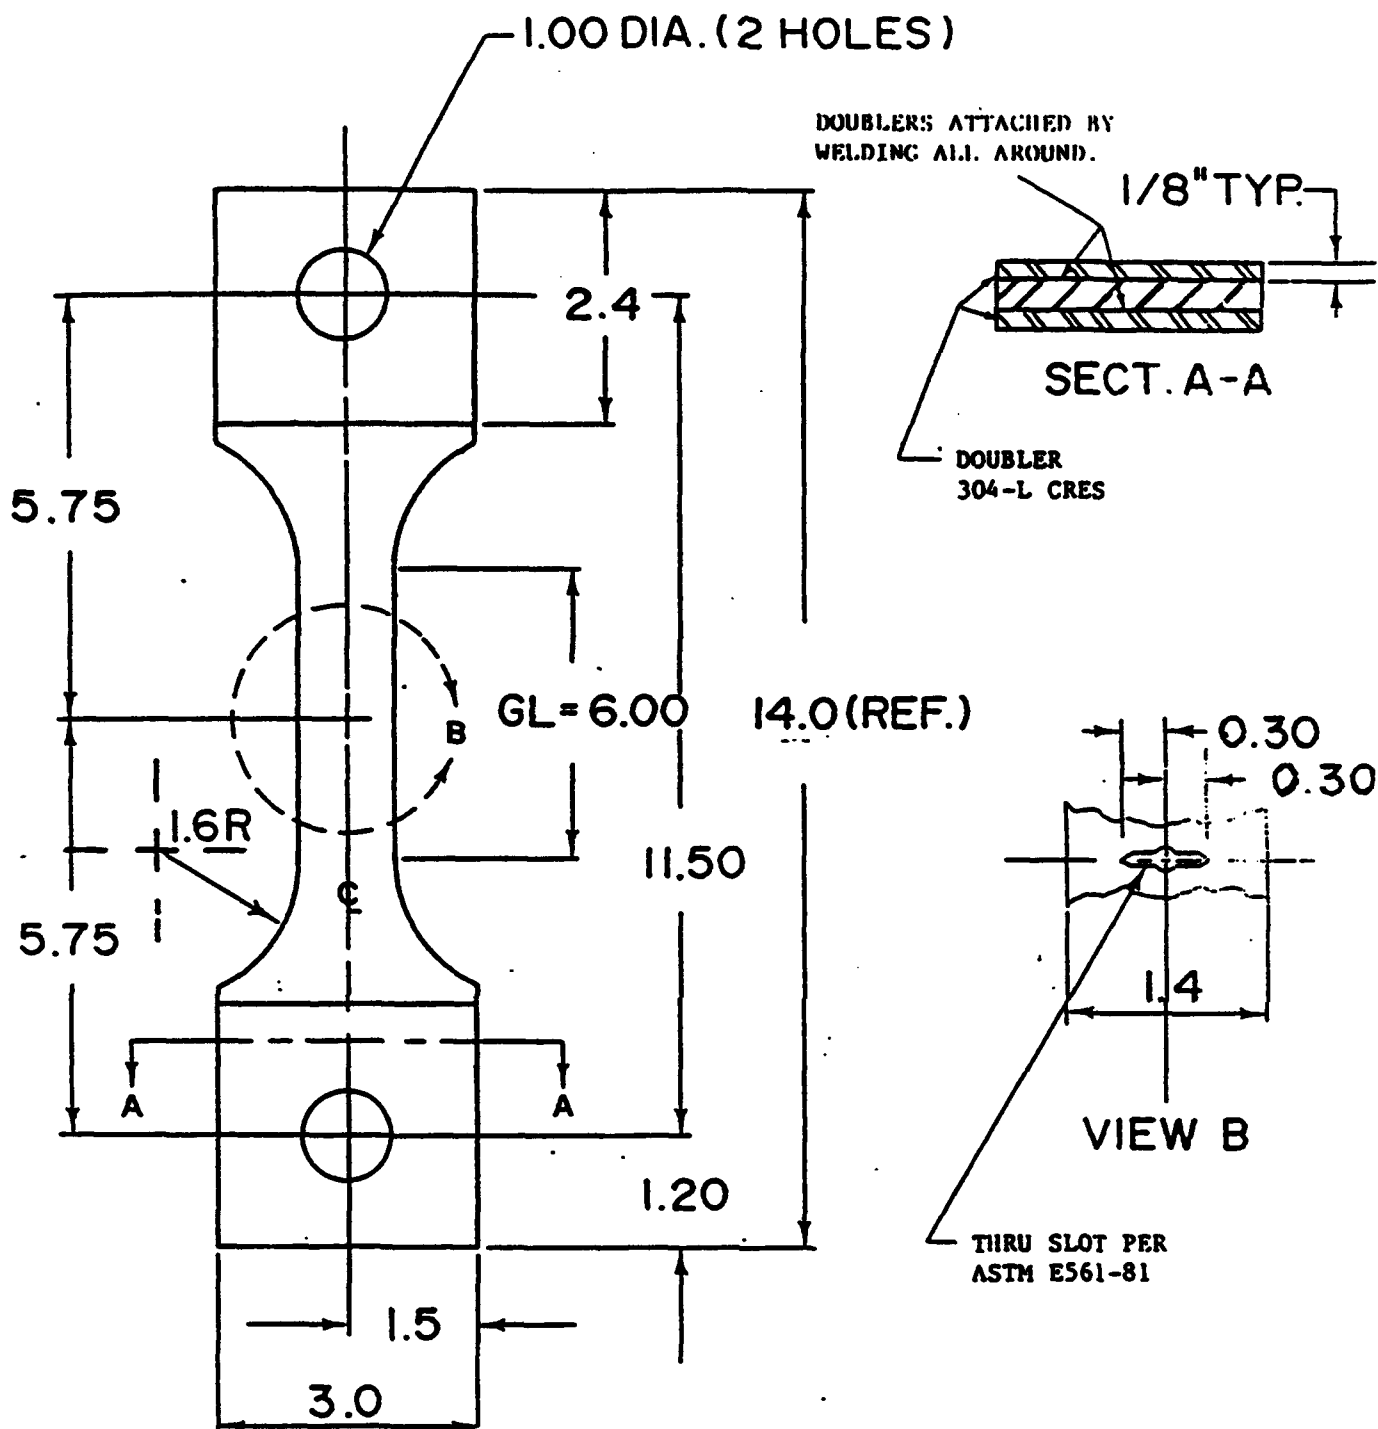 1.00 DIA. (2 HOLES)
DOUBLERS ATTACHED BY
WELDING ALL AROUND.
1/8" TYP.
2.4
SECT. A-A
DOUBLER
304-L CRES
5.75
GL=6.00
14.0 (REF.)
B
0.30
0.30
1.6R
11.50
℄
5.75
1.4
A
A
VIEW B
1.20
THRU SLOT PER
ASTM E561-81
1.5
3.0